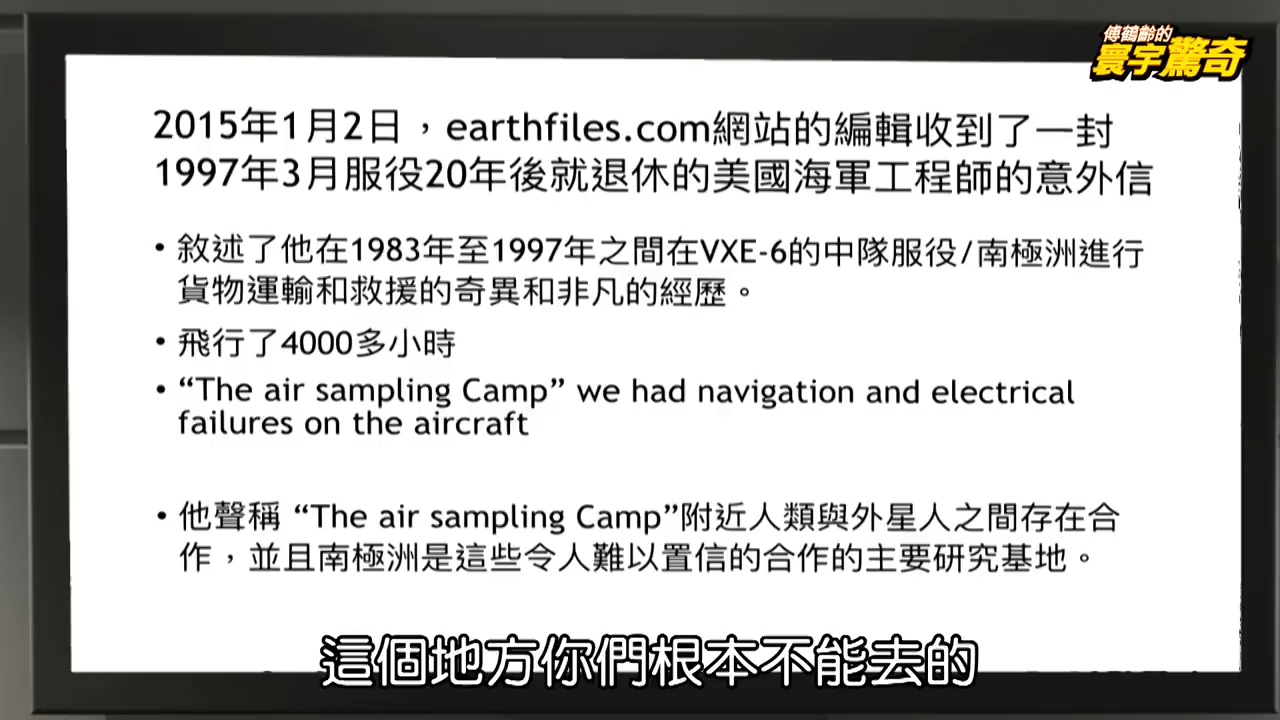 傅鶴齡的
寰宇驚奇
2015年1月2日，earthfiles.com網站的編輯收到了一封
1997年3月服役20年後就退休的美國海軍工程師的意外信
• 敘述了他在1983年至1997年之間在VXE-6的中隊服役/南極洲進行
貨物運輸和救援的奇異和非凡的經歷。
• 飛行了4000多小時
• “The air sampling Camp” we had navigation and electrical
failures on the aircraft
• 他聲稱 “The air sampling Camp”附近人類與外星人之間存在合
作，並且南極洲是這些令人難以置信的合作的主要研究基地。
這個地方你們根本不能去的